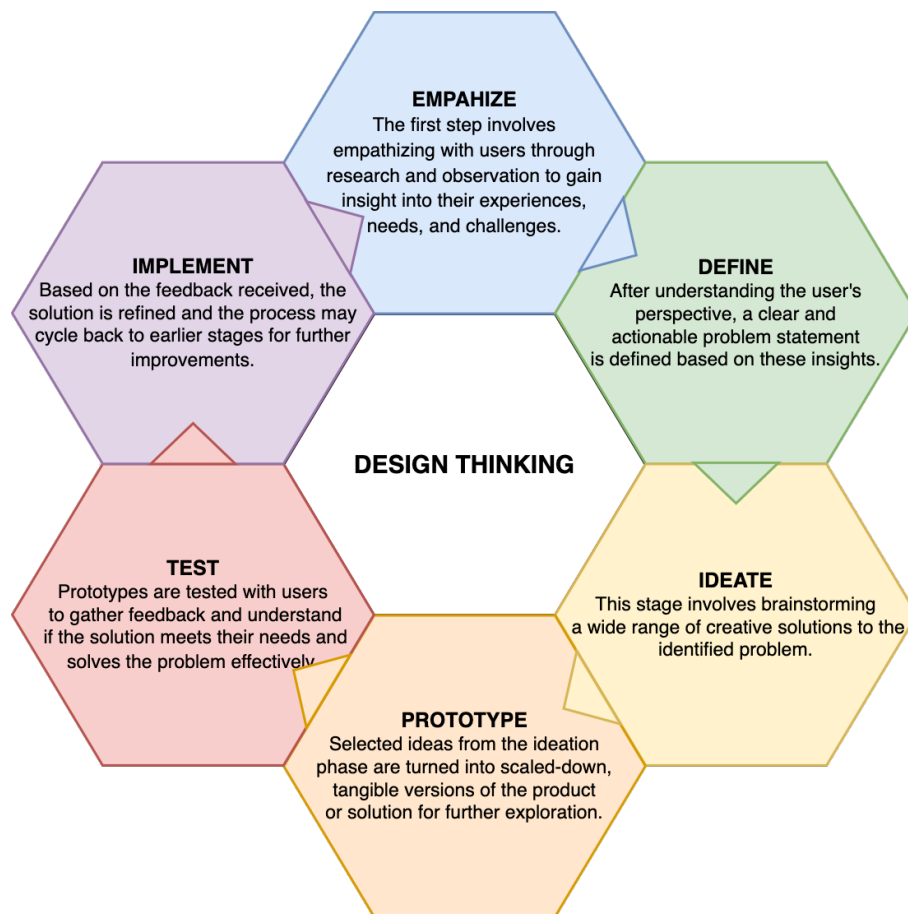 EMPAHIZE
The first step involves
empathizing with users through
research and observation to gain
insight into their experiences,
needs, and challenges.
DEFINE
After understanding the user's
perspective, a clear and
actionable problem statement
is defined based on these insights.
IDEATE
This stage involves brainstorming
a wide range of creative solutions to the
identified problem.
PROTOTYPE
Selected ideas from the ideation
phase are turned into scaled-down,
tangible versions of the product
or solution for further exploration.
TEST
Prototypes are tested with users
to gather feedback and understand
if the solution meets their needs and
solves the problem effectively.
IMPLEMENT
Based on the feedback received, the
solution is refined and the process may
cycle back to earlier stages for further
improvements.
DESIGN THINKING